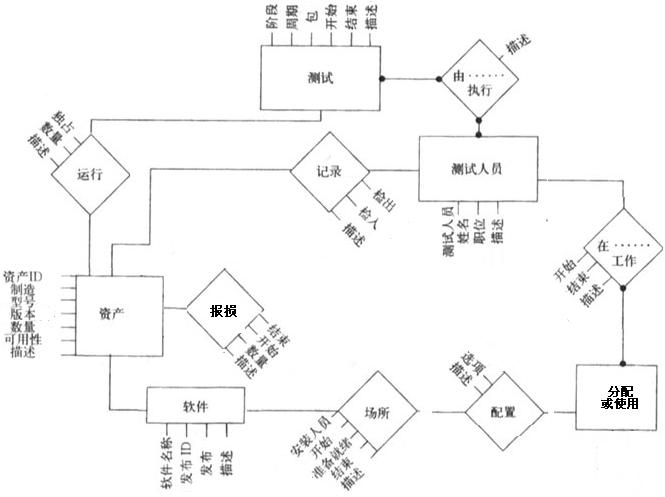 阶段
周期
包
开始
结束
描述
测试
描述
由……
执行
独占
数量
描述
运行
记录
检出
检入
描述
测试人员
测试人员
姓名
职位
描述
在……
工作
开始
结束
描述
资产ID
制造
型号
版本
数量
可用性
描述
资产
报损
结束
开始
数量
描述
软件
软件名称
发布ID
发布
描述
场所
安装人员
开始
准备就绪
结束
描述
选项
描述
配置
分配
或使用